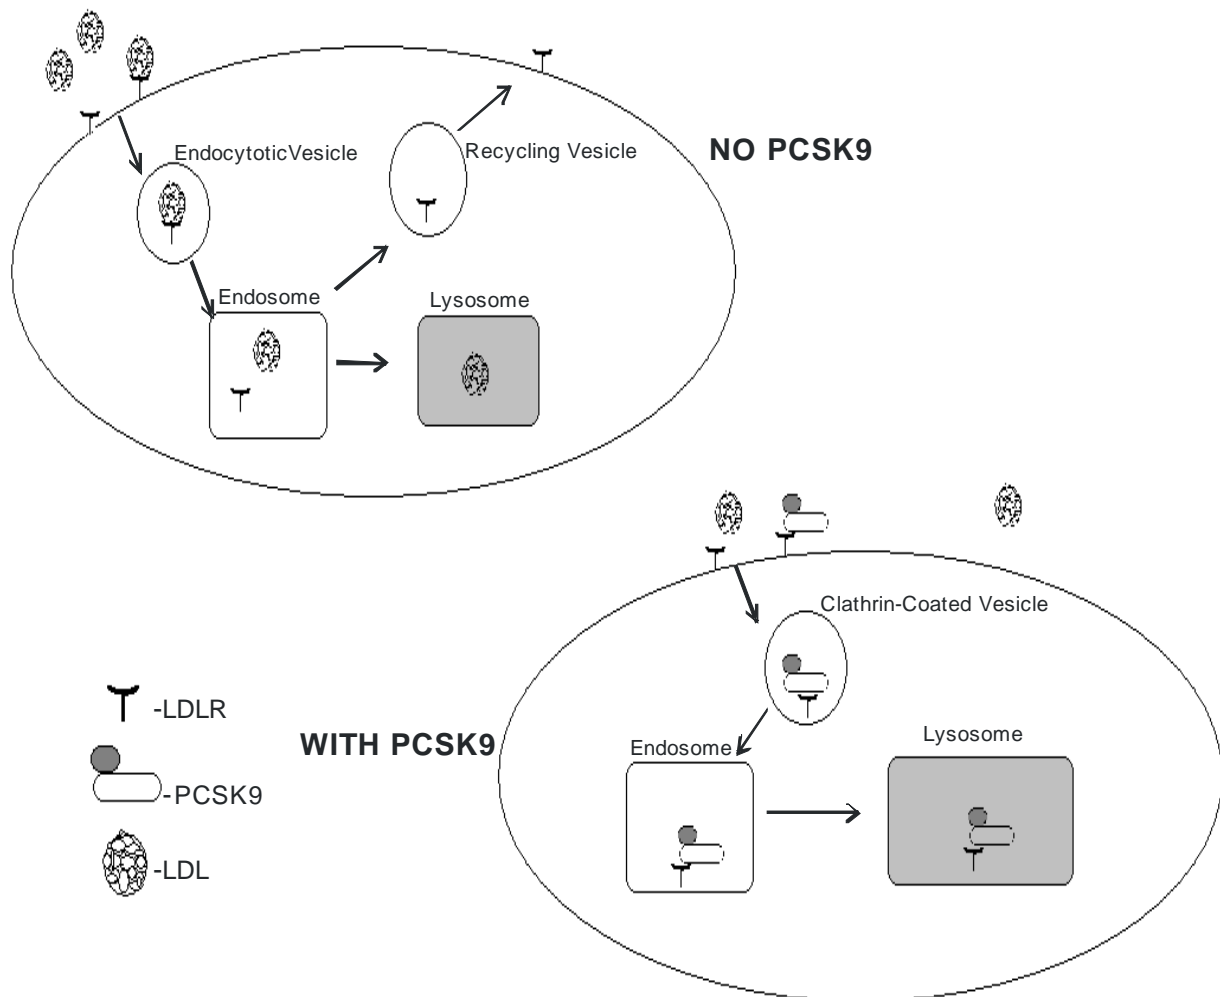 EndocytoticVesicle
Recycling Vesicle
NO PCSK9
Endosome
Lysosome
Clathrin-Coated Vesicle
-LDLR
WITH PCSK9
Endosome
Lysosome
-PCSK9
-LDL